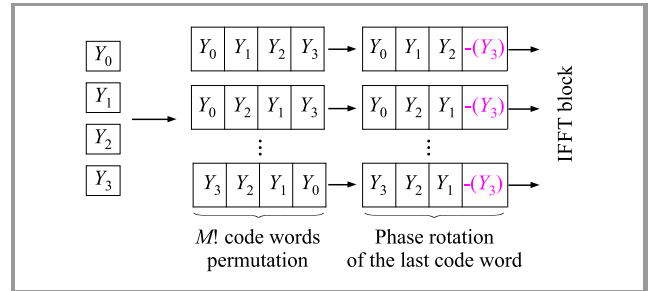 Y0 Y0 Y1 Y2 Y3 Y0 Y1 Y2 -(Y3)
Y1 Y0 Y2 Y1 Y3 Y0 Y2 Y1 -(Y3)
Y2 ⋮ ⋮
Y3 Y3 Y2 Y1 Y0 Y3 Y2 Y1 -(Y3)
IFFT block
M! code words
permutation
Phase rotation
of the last code word